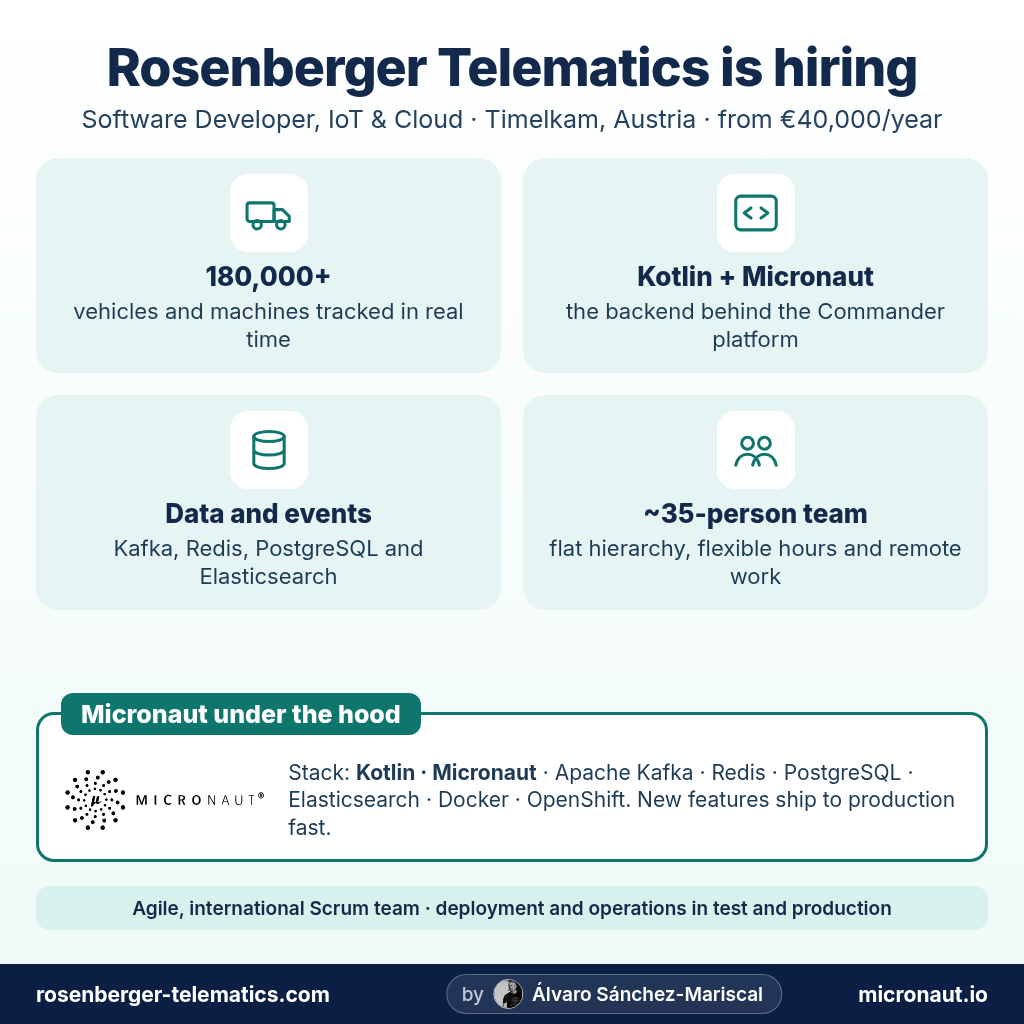 Rosenberger Telematics is hiring
Software Developer, IoT & Cloud · Timelkam, Austria · from €40,000/year
180,000+
vehicles and machines tracked in real
time
Kotlin + Micronaut
the backend behind the Commander
platform
Data and events
Kafka, Redis, PostgreSQL and
Elasticsearch
~35-person team
flat hierarchy, flexible hours and remote
work
Micronaut under the hood
μ MICRONAUT®
Stack: Kotlin · Micronaut · Apache Kafka · Redis · PostgreSQL ·
Elasticsearch · Docker · OpenShift. New features ship to production
fast.
Agile, international Scrum team · deployment and operations in test and production
rosenberger-telematics.com
by Álvaro Sánchez-Mariscal
micronaut.io